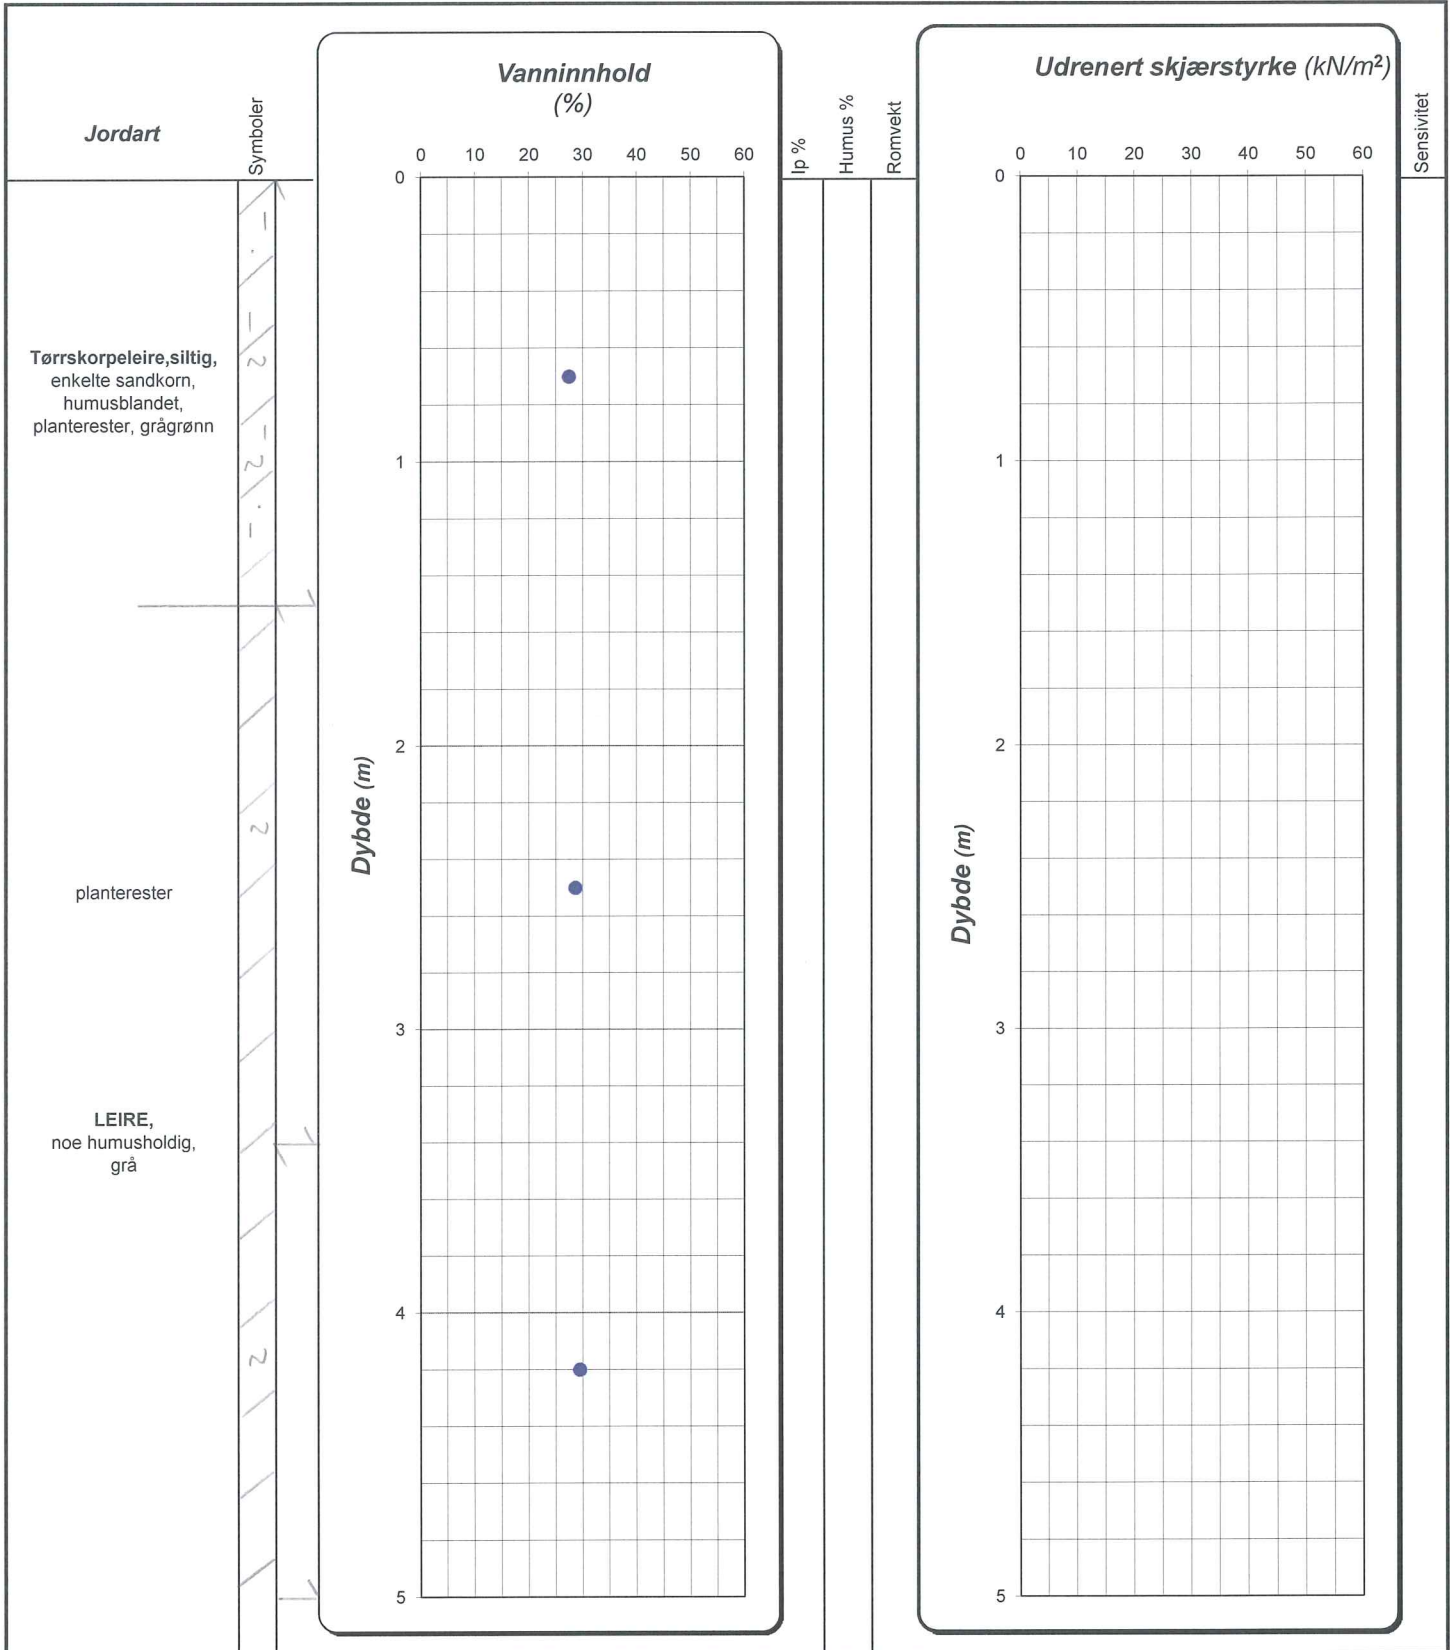 Jordart
Symboler
Vanninnhold
(%)
0 10 20 30 40 50 60
Ip %
Humus %
Romvekt
Udrenert skjærstyrke (kN/m²)
0 10 20 30 40 50 60
Sensivitet
Tørrskorpeleire,siltig,
enkelte sandkorn,
humusblandet,
planterester, grågrønn
planterester
LEIRE,
noe humusholdig,
grå
Dybde (m)
0
1
2
3
4
5
Dybde (m)
0
1
2
3
4
5